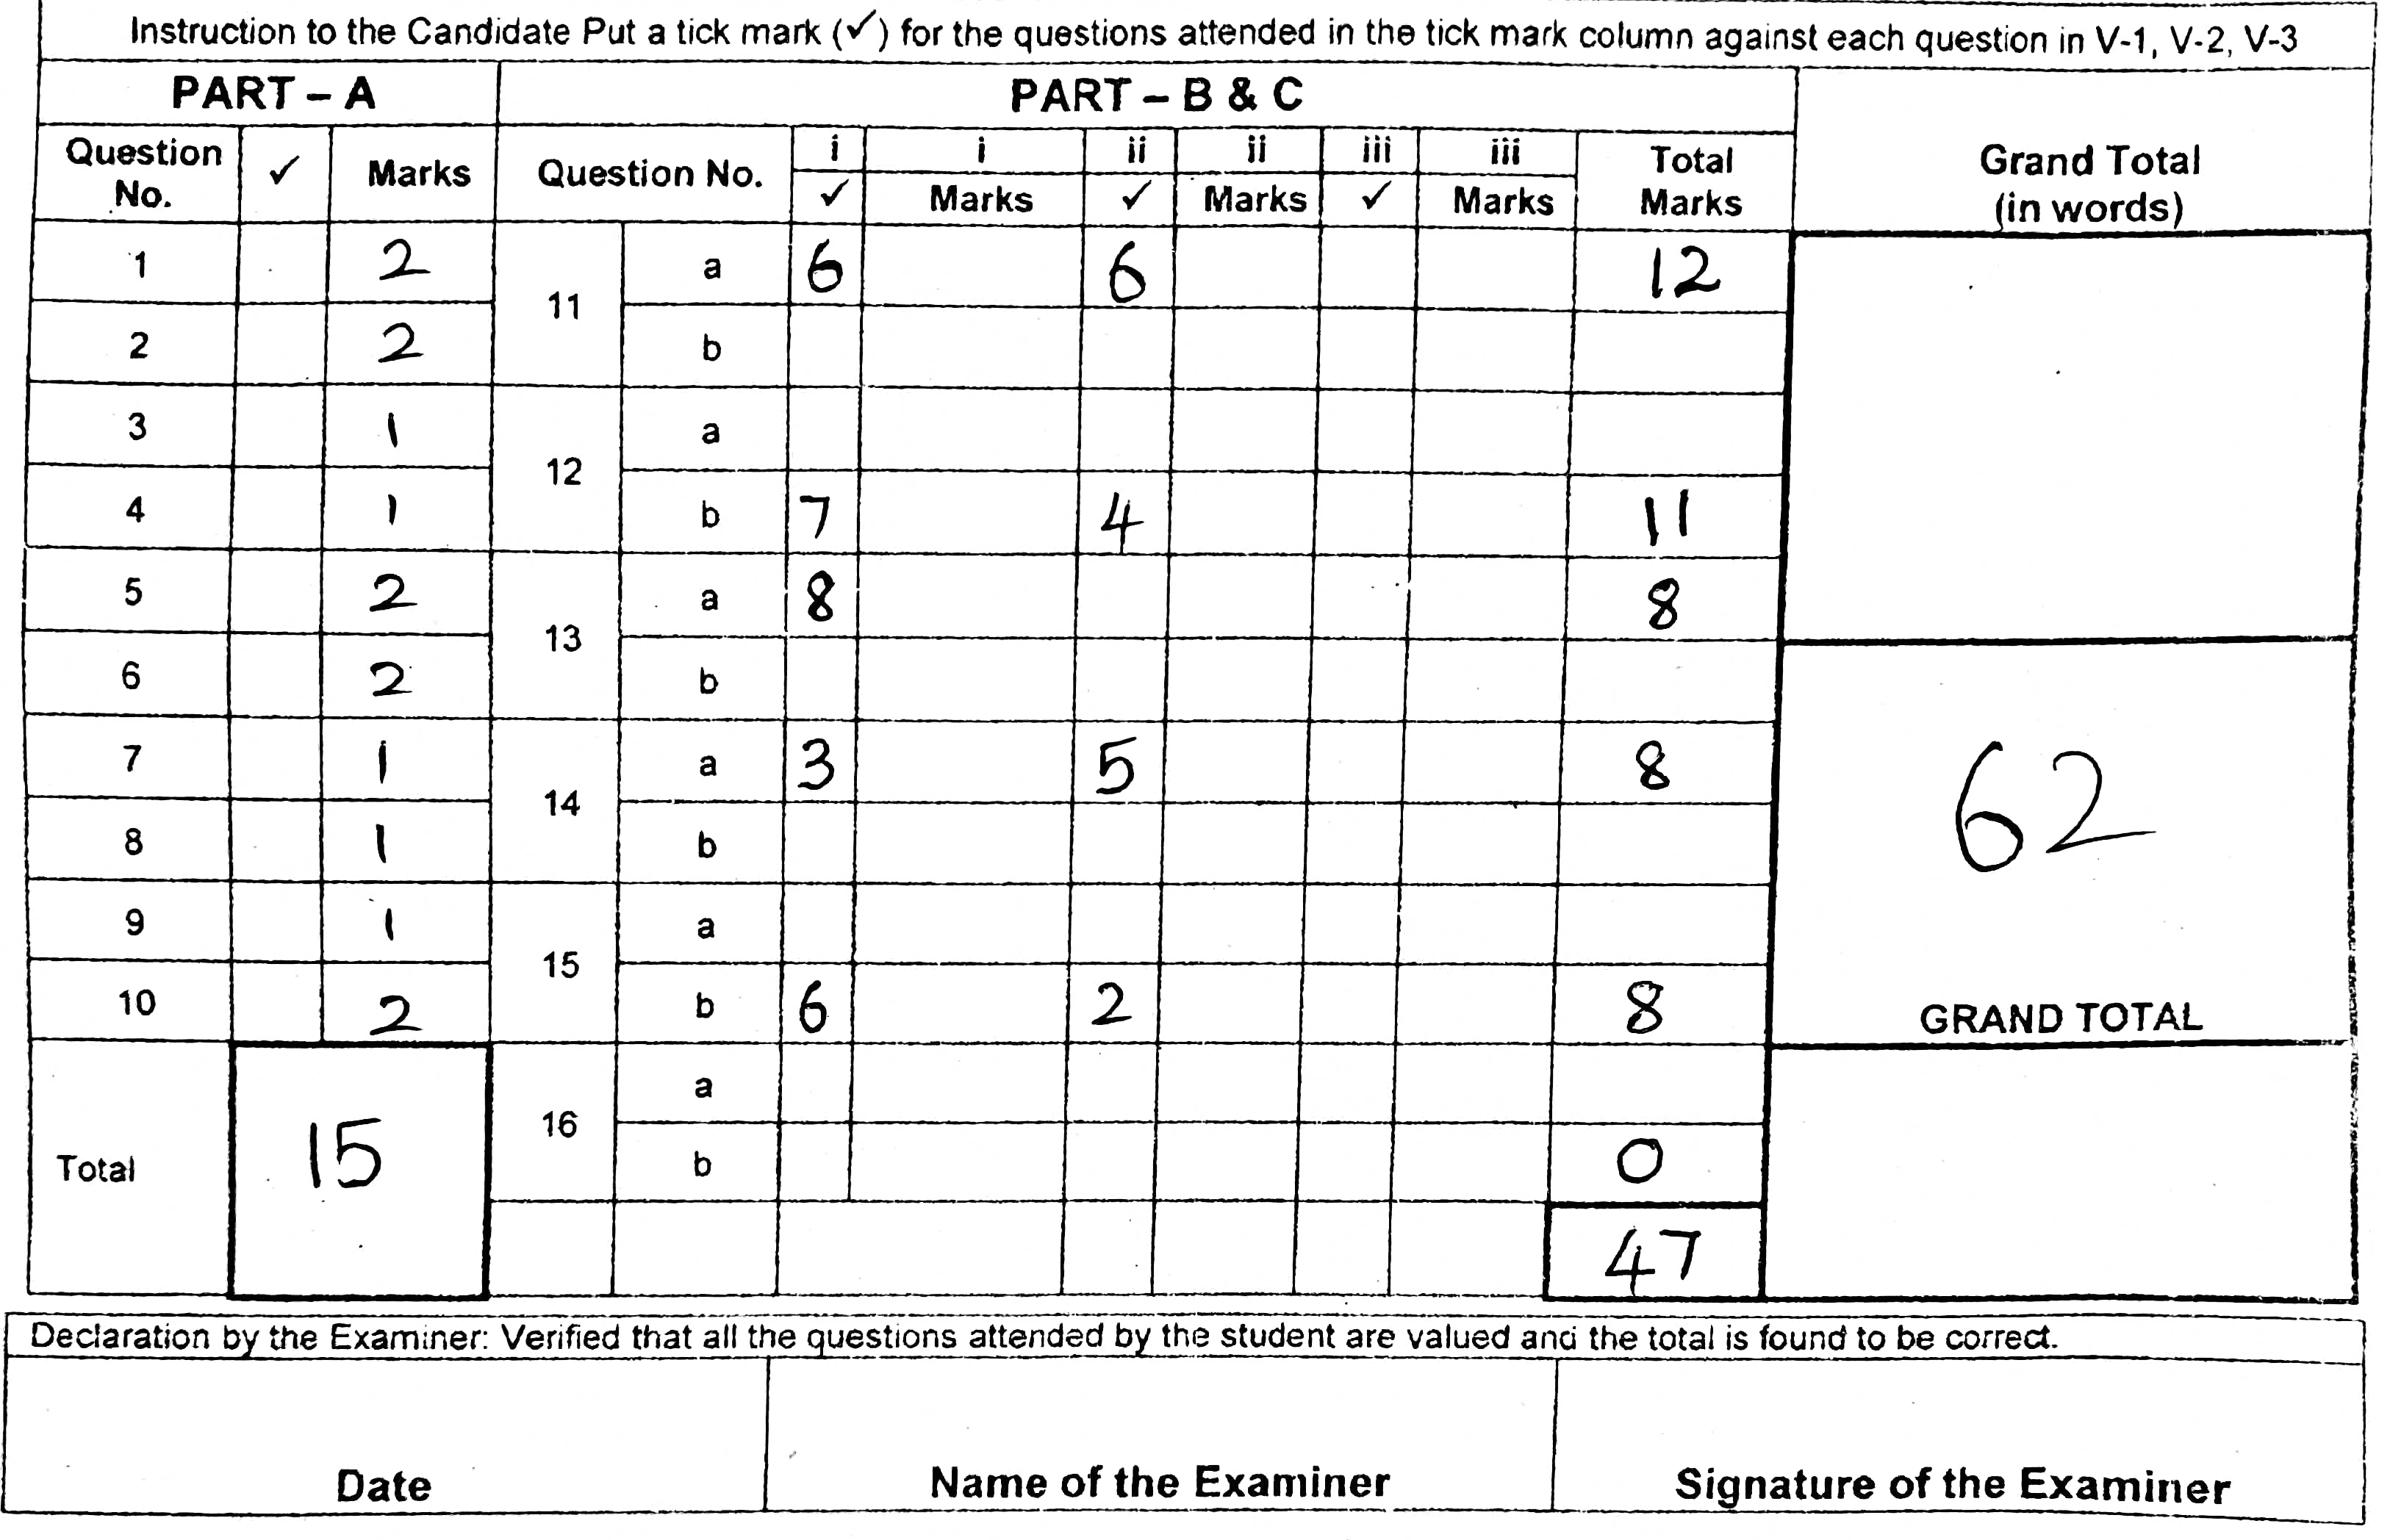 Instruction to the Candidate Put a tick mark (✓) for the questions attended in the tick mark column against each question in V-1, V-2, V-3
PART – A PART – B & C
Question No. ✓ Marks Question No. i ✓ i Marks ii ✓ ii Marks iii ✓ iii Marks Total Marks Grand Total (in words)
1 2 11 a 6 6 12
2 2 b
3 1 12 a
4 1 b 7 4 11
5 2 13 a 8 8
6 2 b
7 1 14 a 3 5 8
8 1 b
62
9 1 15 a
10 2 b 6 2 8 GRAND TOTAL
Total 15 16 a
b 0
47
Declaration by the Examiner: Verified that all the questions attended by the student are valued and the total is found to be correct.
Date Name of the Examiner Signature of the Examiner